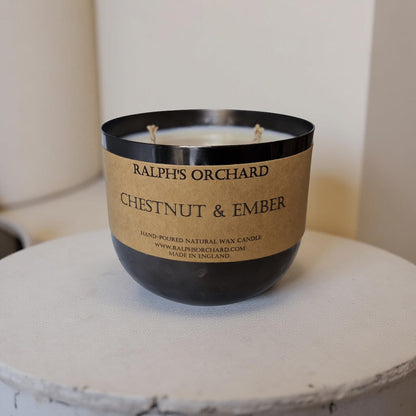 RALPH'S ORCHARD
CHESTNUT & EMBER
HAND-POURED NATURAL WAX CANDLE
WWW.RALPHSORCHARD.COM
MADE IN ENGLAND